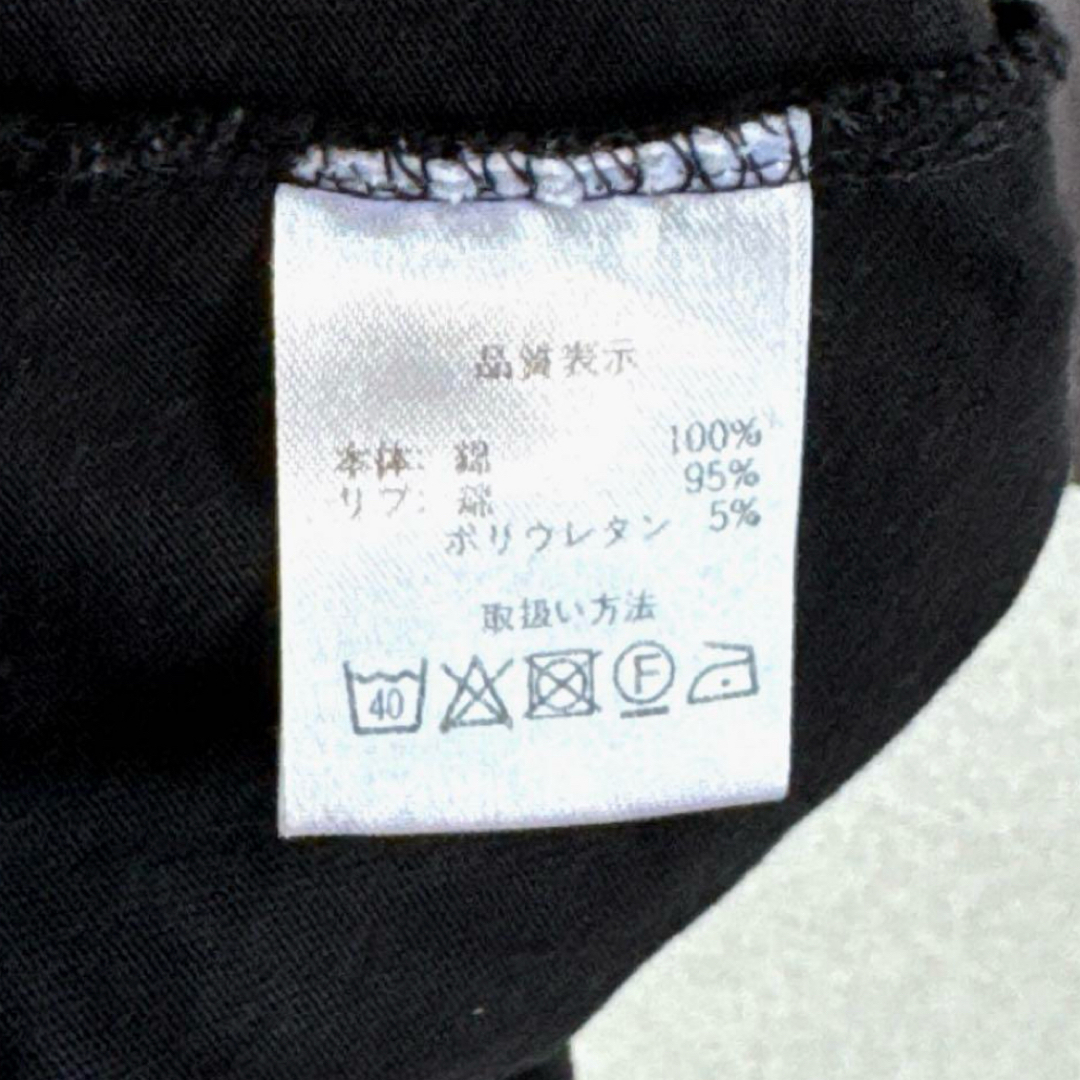 品質表示
本体: 綿 100%
リブ: 綿 95%
ポリウレタン 5%
取扱い方法
40 F